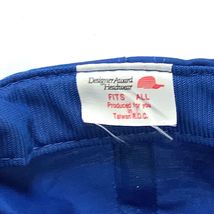 Designer Award
Headwear
FITS ALL
Produced for you
in
Taiwan R.O.C.